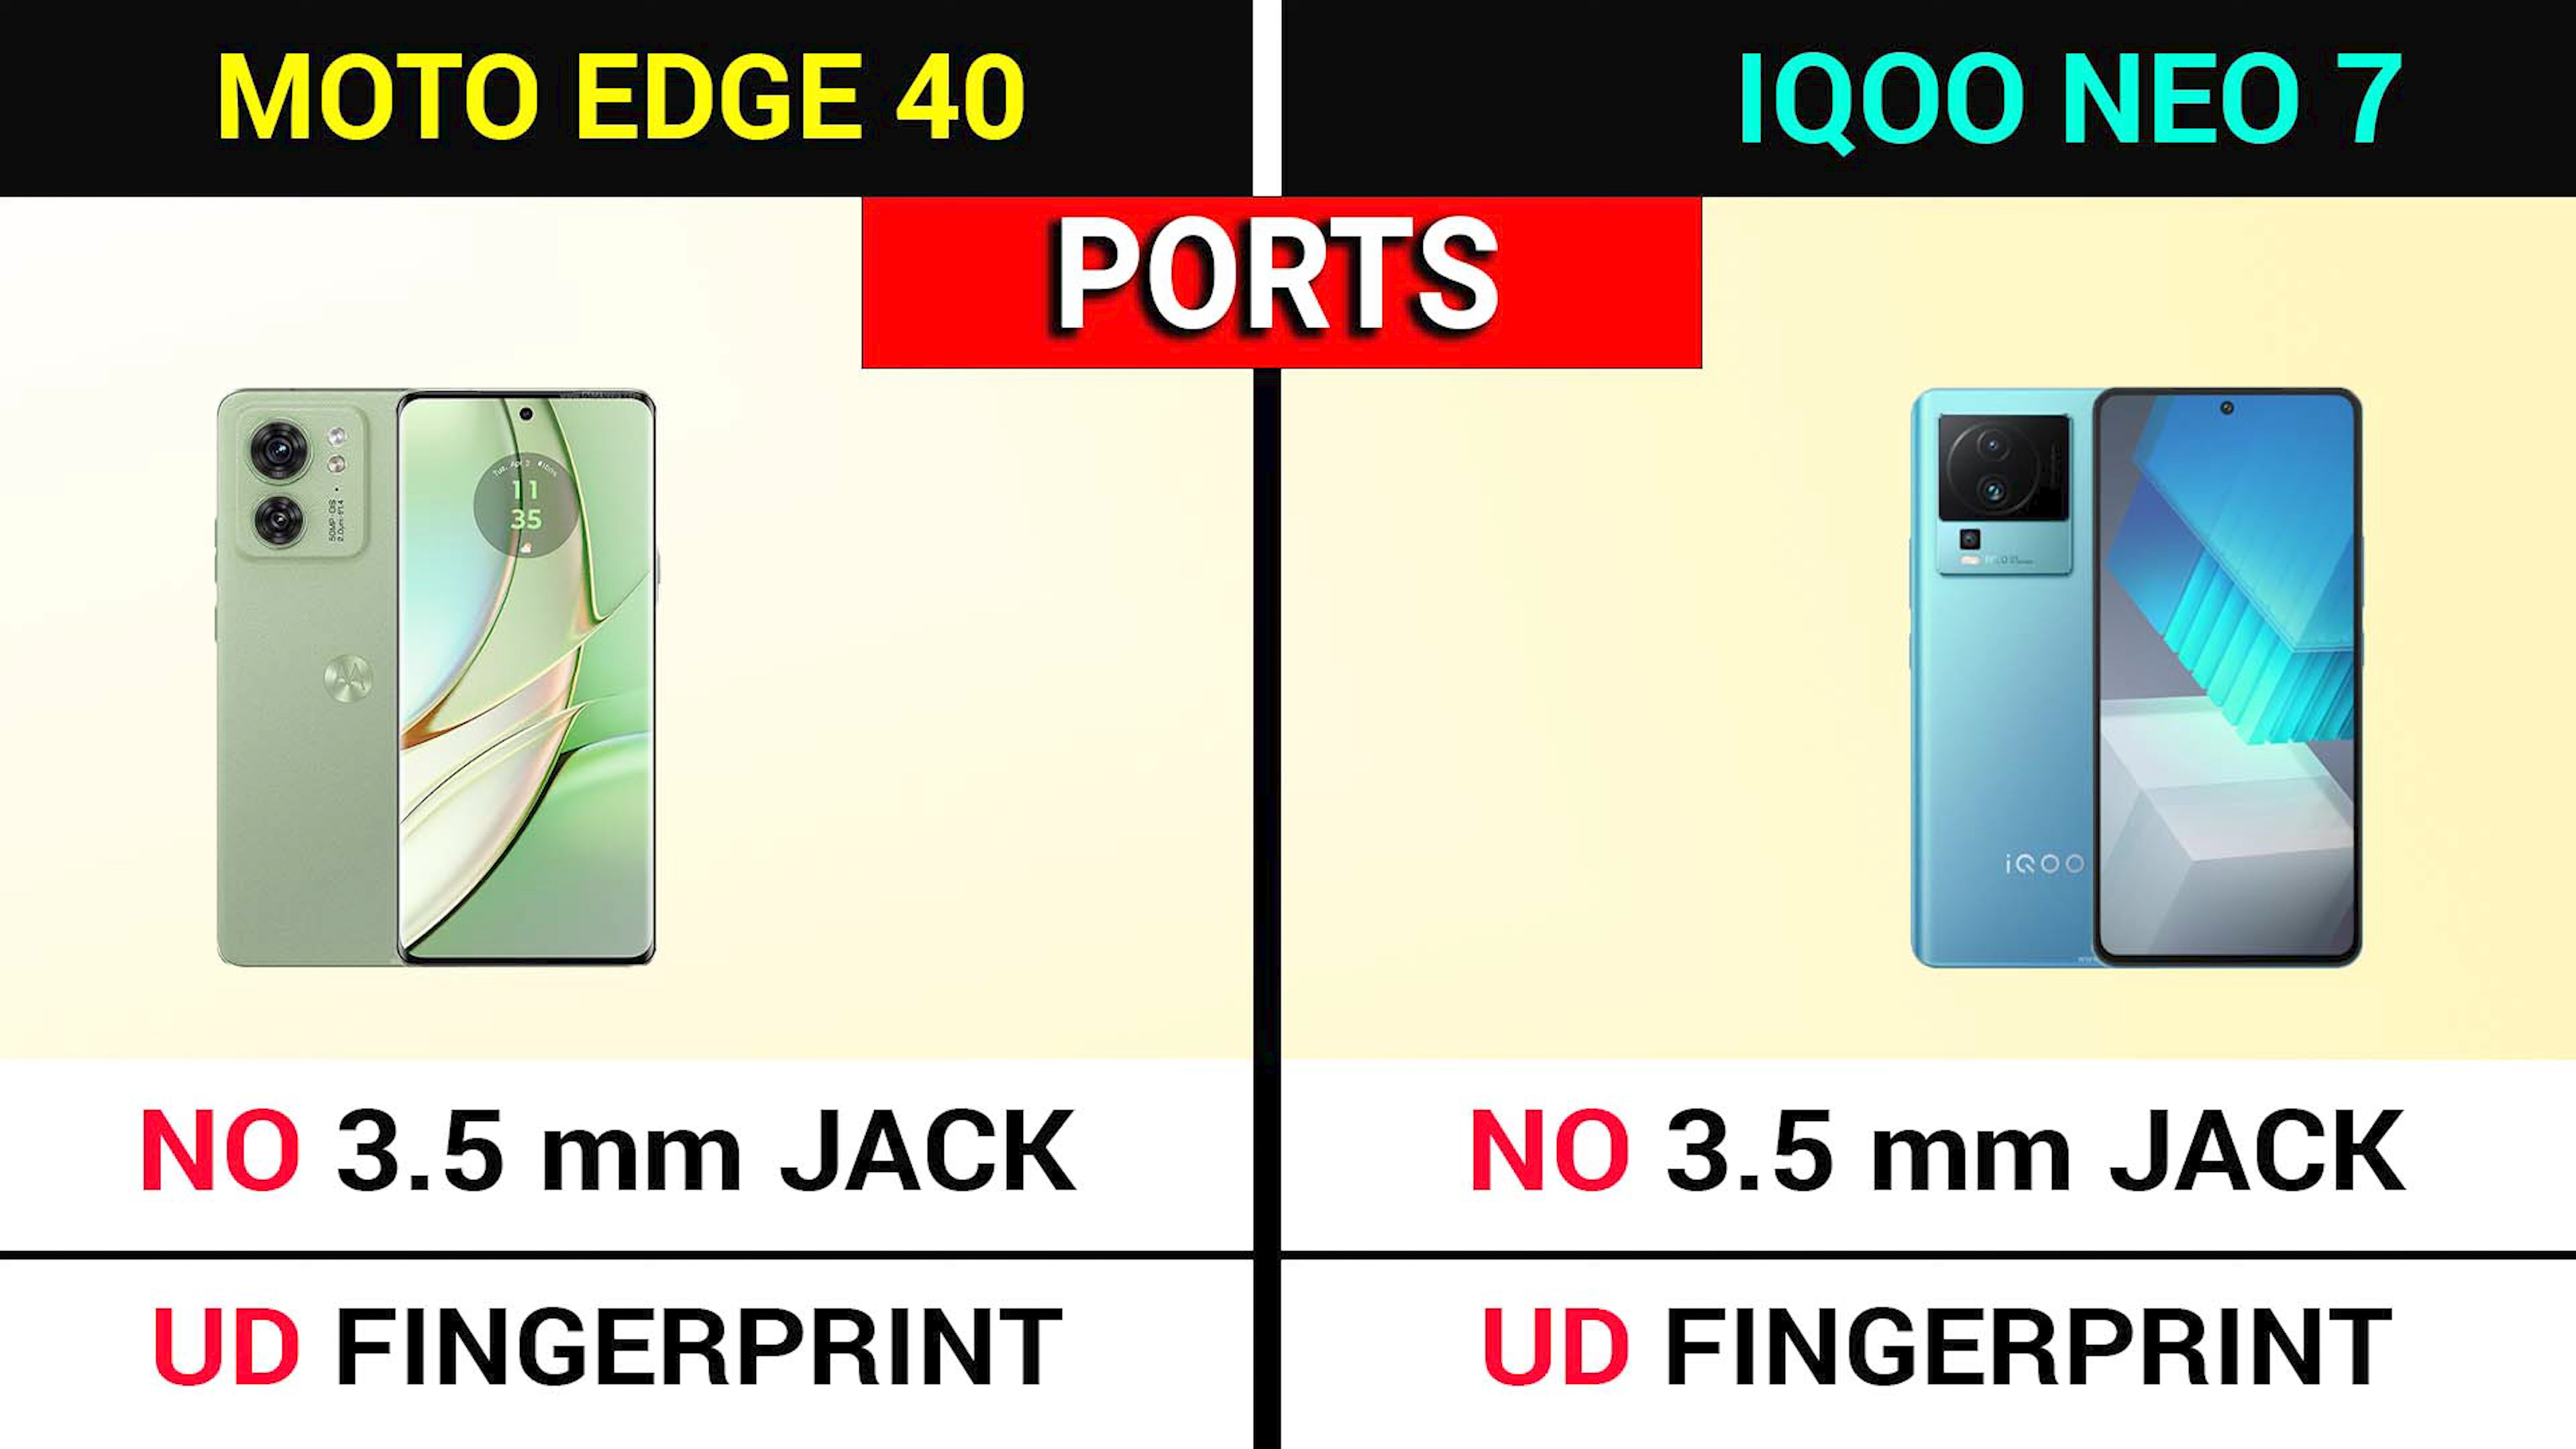 MOTO EDGE 40
IQOO NEO 7
PORTS
11
35
iQOO
NO 3.5 mm JACK
NO 3.5 mm JACK
UD FINGERPRINT
UD FINGERPRINT